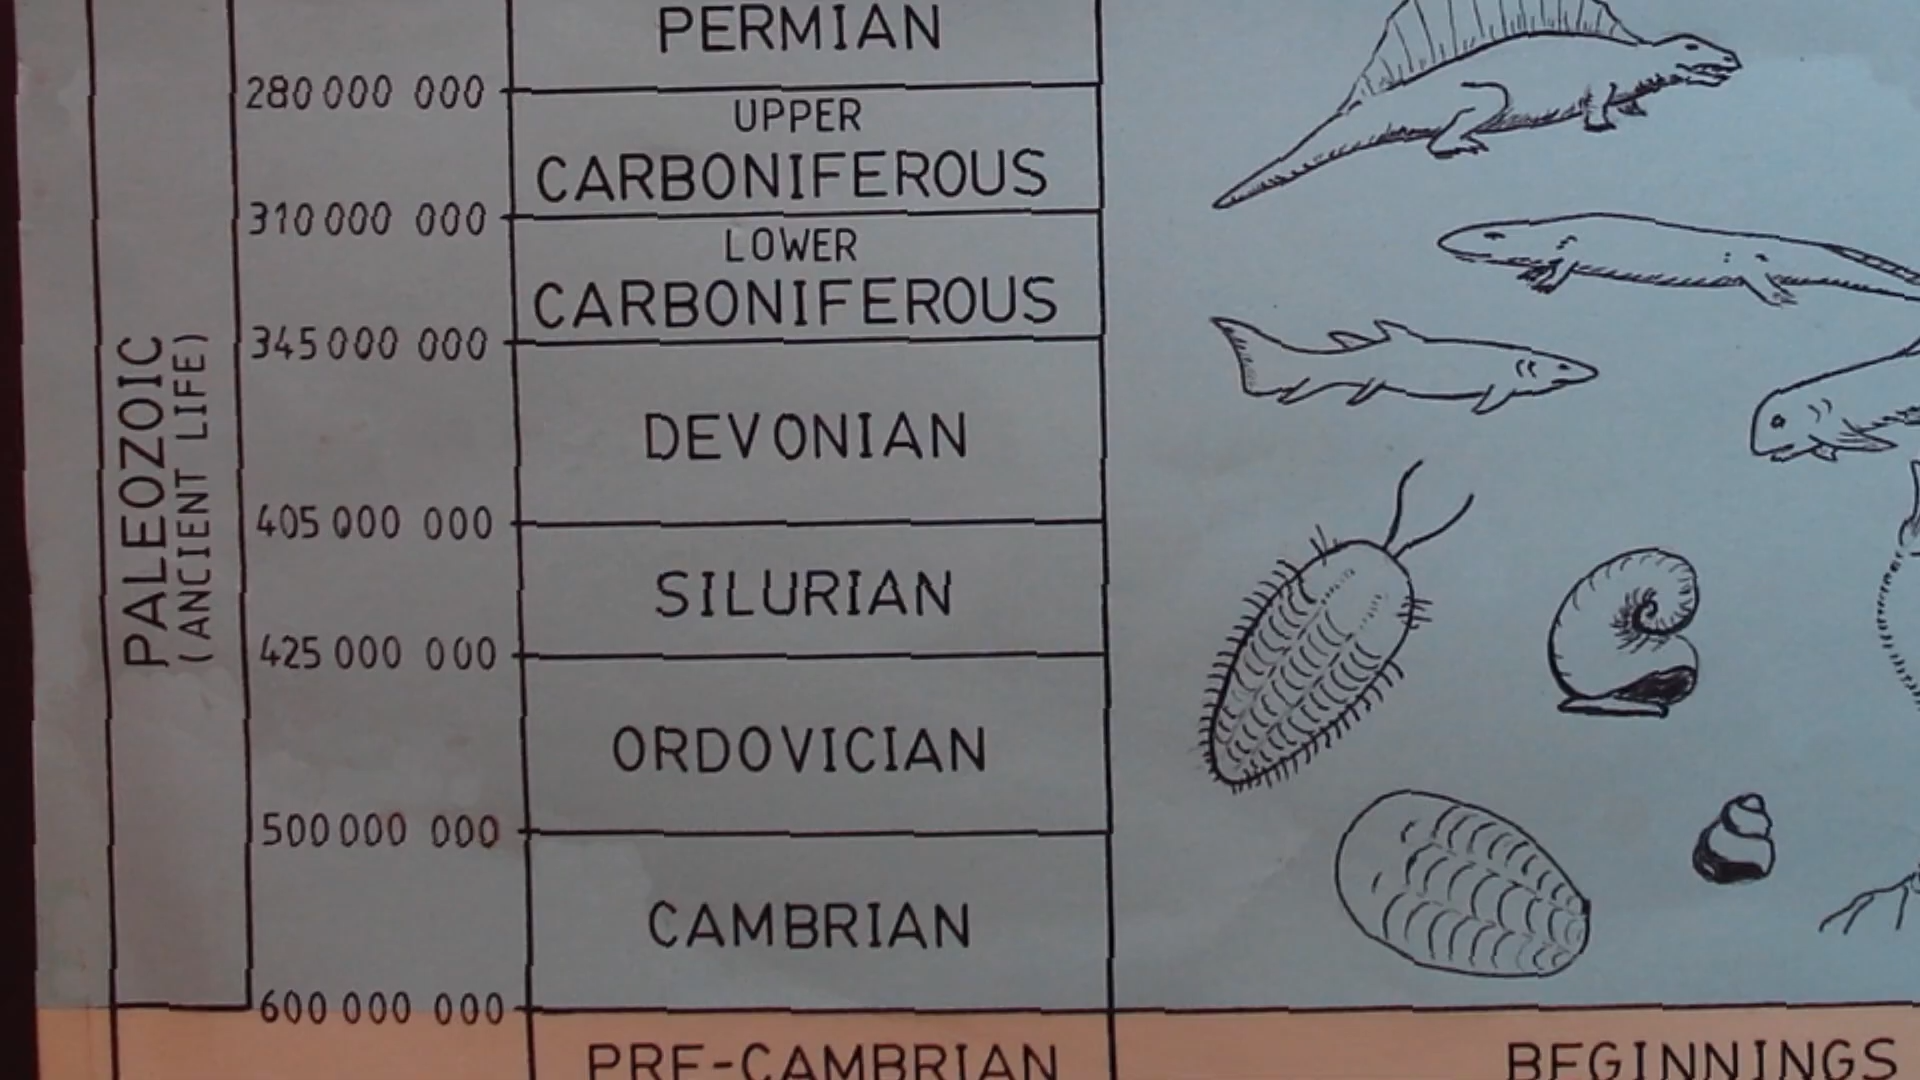 PERMIAN
280 000 000
UPPER
CARBONIFEROUS
310 000 000
LOWER
CARBONIFEROUS
345 000 000
DEVONIAN
405 000 000
SILURIAN
425 000 000
ORDOVICIAN
500 000 000
CAMBRIAN
600 000 000
PALEOZOIC
(ANCIENT LIFE)
PRE-CAMBRIAN
BEGINNINGS